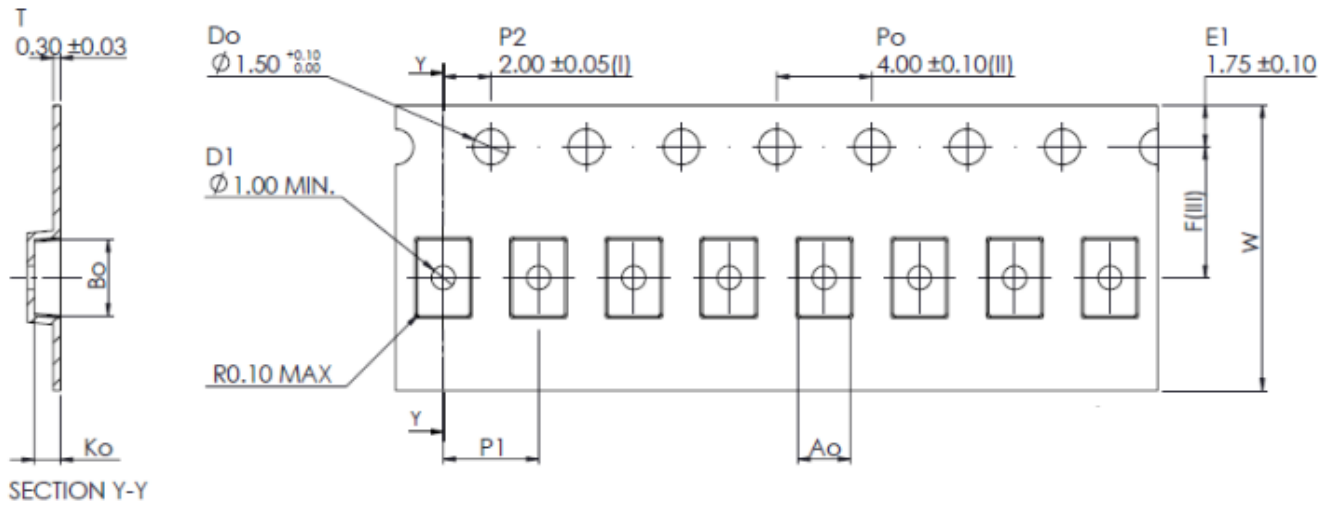 T
0.30 ±0.03
Do
Ø 1.50 +0.10 0.00
P2
2.00 ±0.05(I)
Po
4.00 ±0.10(II)
E1
1.75 ±0.10
Y
D1
Ø 1.00 MIN.
F(III)
W
Bo
R0.10 MAX
Y
Ko
P1
Ao
SECTION Y-Y